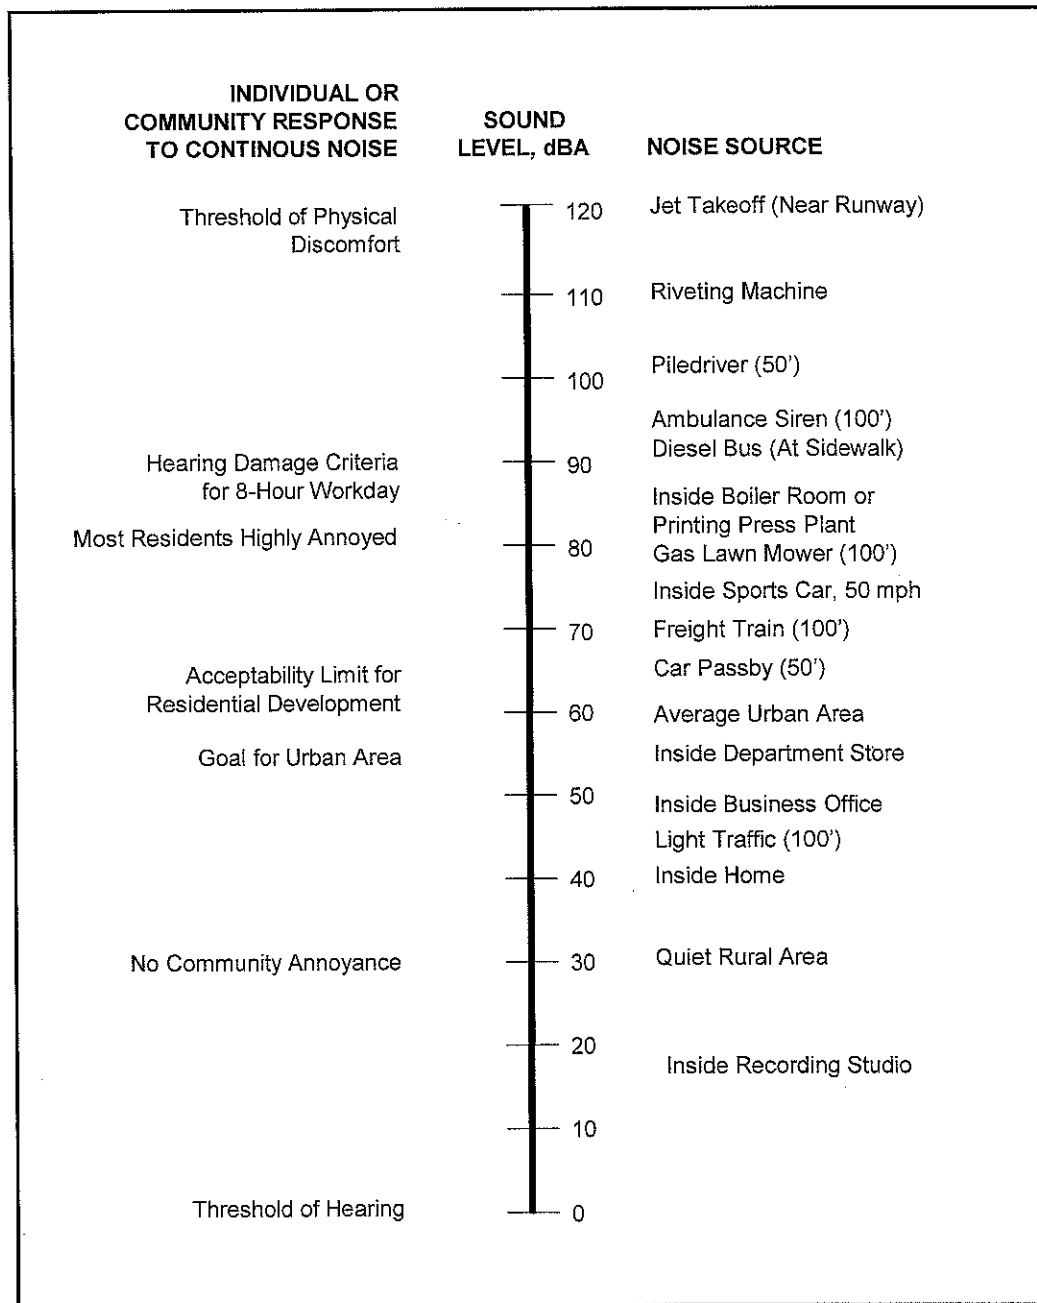 INDIVIDUAL OR
COMMUNITY RESPONSE
TO CONTINOUS NOISE
SOUND
LEVEL, dBA
NOISE SOURCE
Threshold of Physical
Discomfort
120
Jet Takeoff (Near Runway)
110
Riveting Machine
100
Piledriver (50')
Ambulance Siren (100')
Diesel Bus (At Sidewalk)
Hearing Damage Criteria
for 8-Hour Workday
90
Inside Boiler Room or
Printing Press Plant
Most Residents Highly Annoyed
80
Gas Lawn Mower (100')
Inside Sports Car, 50 mph
70
Freight Train (100')
Car Passby (50')
Acceptability Limit for
Residential Development
60
Average Urban Area
Goal for Urban Area
Inside Department Store
50
Inside Business Office
Light Traffic (100')
40
Inside Home
No Community Annoyance
30
Quiet Rural Area
20
Inside Recording Studio
10
Threshold of Hearing
0